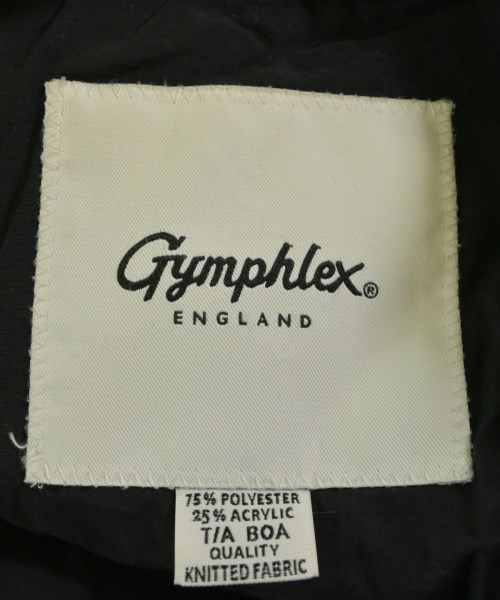 Gymphlex®
ENGLAND
75% POLYESTER
25% ACRYLIC
T/A BOA
QUALITY
KNITTED FABRIC